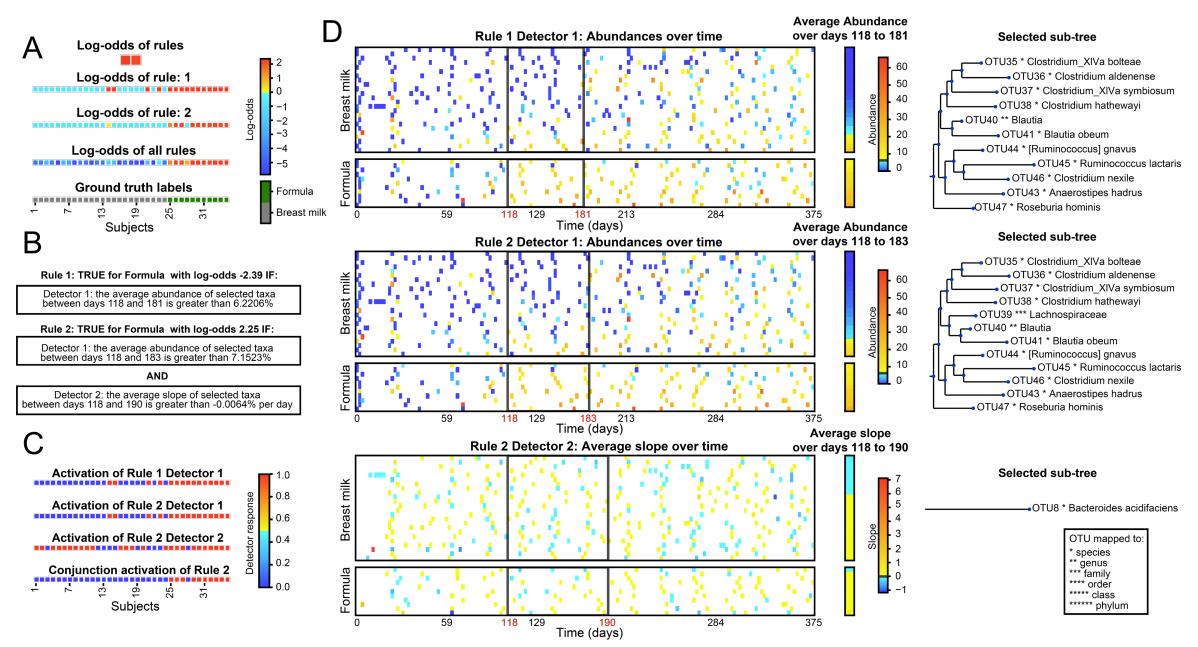 A
Log-odds of rules
Log-odds of rule: 1
Log-odds of rule: 2
Log-odds of all rules
Ground truth labels
1
7
13
19
25
31
Subjects
2
1
0
−1
−2
−3
−4
−5
Log-odds
Formula
Breast milk
B
Rule 1: TRUE for Formula with log-odds -2.39 IF:
Detector 1: the average abundance of selected taxa
between days 118 and 181 is greater than 6.2206%
Rule 2: TRUE for Formula with log-odds 2.25 IF:
Detector 1: the average abundance of selected taxa
between days 118 and 183 is greater than 7.1523%
AND
Detector 2: the average slope of selected taxa
between days 118 and 190 is greater than -0.0064% per day
C
Activation of Rule 1 Detector 1
Activation of Rule 2 Detector 1
Activation of Rule 2 Detector 2
Conjunction activation of Rule 2
1
7
13
19
25
31
Subjects
1.0
0.8
0.6
0.4
0.2
0.0
Detector response
D
Rule 1 Detector 1: Abundances over time
Breast milk
Formula
0
59
118
129
181
213
284
375
Time (days)
Average Abundance
over days 118 to 181
60
50
40
30
20
10
0
Abundance
Selected sub-tree
OTU35 * Clostridium_XIVa bolteae
OTU36 * Clostridium aldenense
OTU37 * Clostridium_XIVa symbiosum
OTU38 * Clostridium hathewayi
OTU40 ** Blautia
OTU41 * Blautia obeum
OTU44 * [Ruminococcus] gnavus
OTU45 * Ruminococcus lactaris
OTU46 * Clostridium nexile
OTU43 * Anaerostipes hadrus
OTU47 * Roseburia hominis
Rule 2 Detector 1: Abundances over time
Breast milk
Formula
0
59
118
129
183
213
284
375
Time (days)
Average Abundance
over days 118 to 183
60
50
40
30
20
10
0
Abundance
Selected sub-tree
OTU35 * Clostridium_XIVa bolteae
OTU36 * Clostridium aldenense
OTU37 * Clostridium_XIVa symbiosum
OTU38 * Clostridium hathewayi
OTU39 *** Lachnospiraceae
OTU40 ** Blautia
OTU41 * Blautia obeum
OTU44 * [Ruminococcus] gnavus
OTU45 * Ruminococcus lactaris
OTU46 * Clostridium nexile
OTU43 * Anaerostipes hadrus
OTU47 * Roseburia hominis
Rule 2 Detector 2: Average slope over time
Breast milk
Formula
0
59
118
129
190
213
284
375
Time (days)
Average slope
over days 118 to 190
7
6
5
4
3
2
1
0
−1
Slope
Selected sub-tree
OTU8 * Bacteroides acidifaciens
OTU mapped to:
* species
** genus
*** family
**** order
***** class
****** phylum